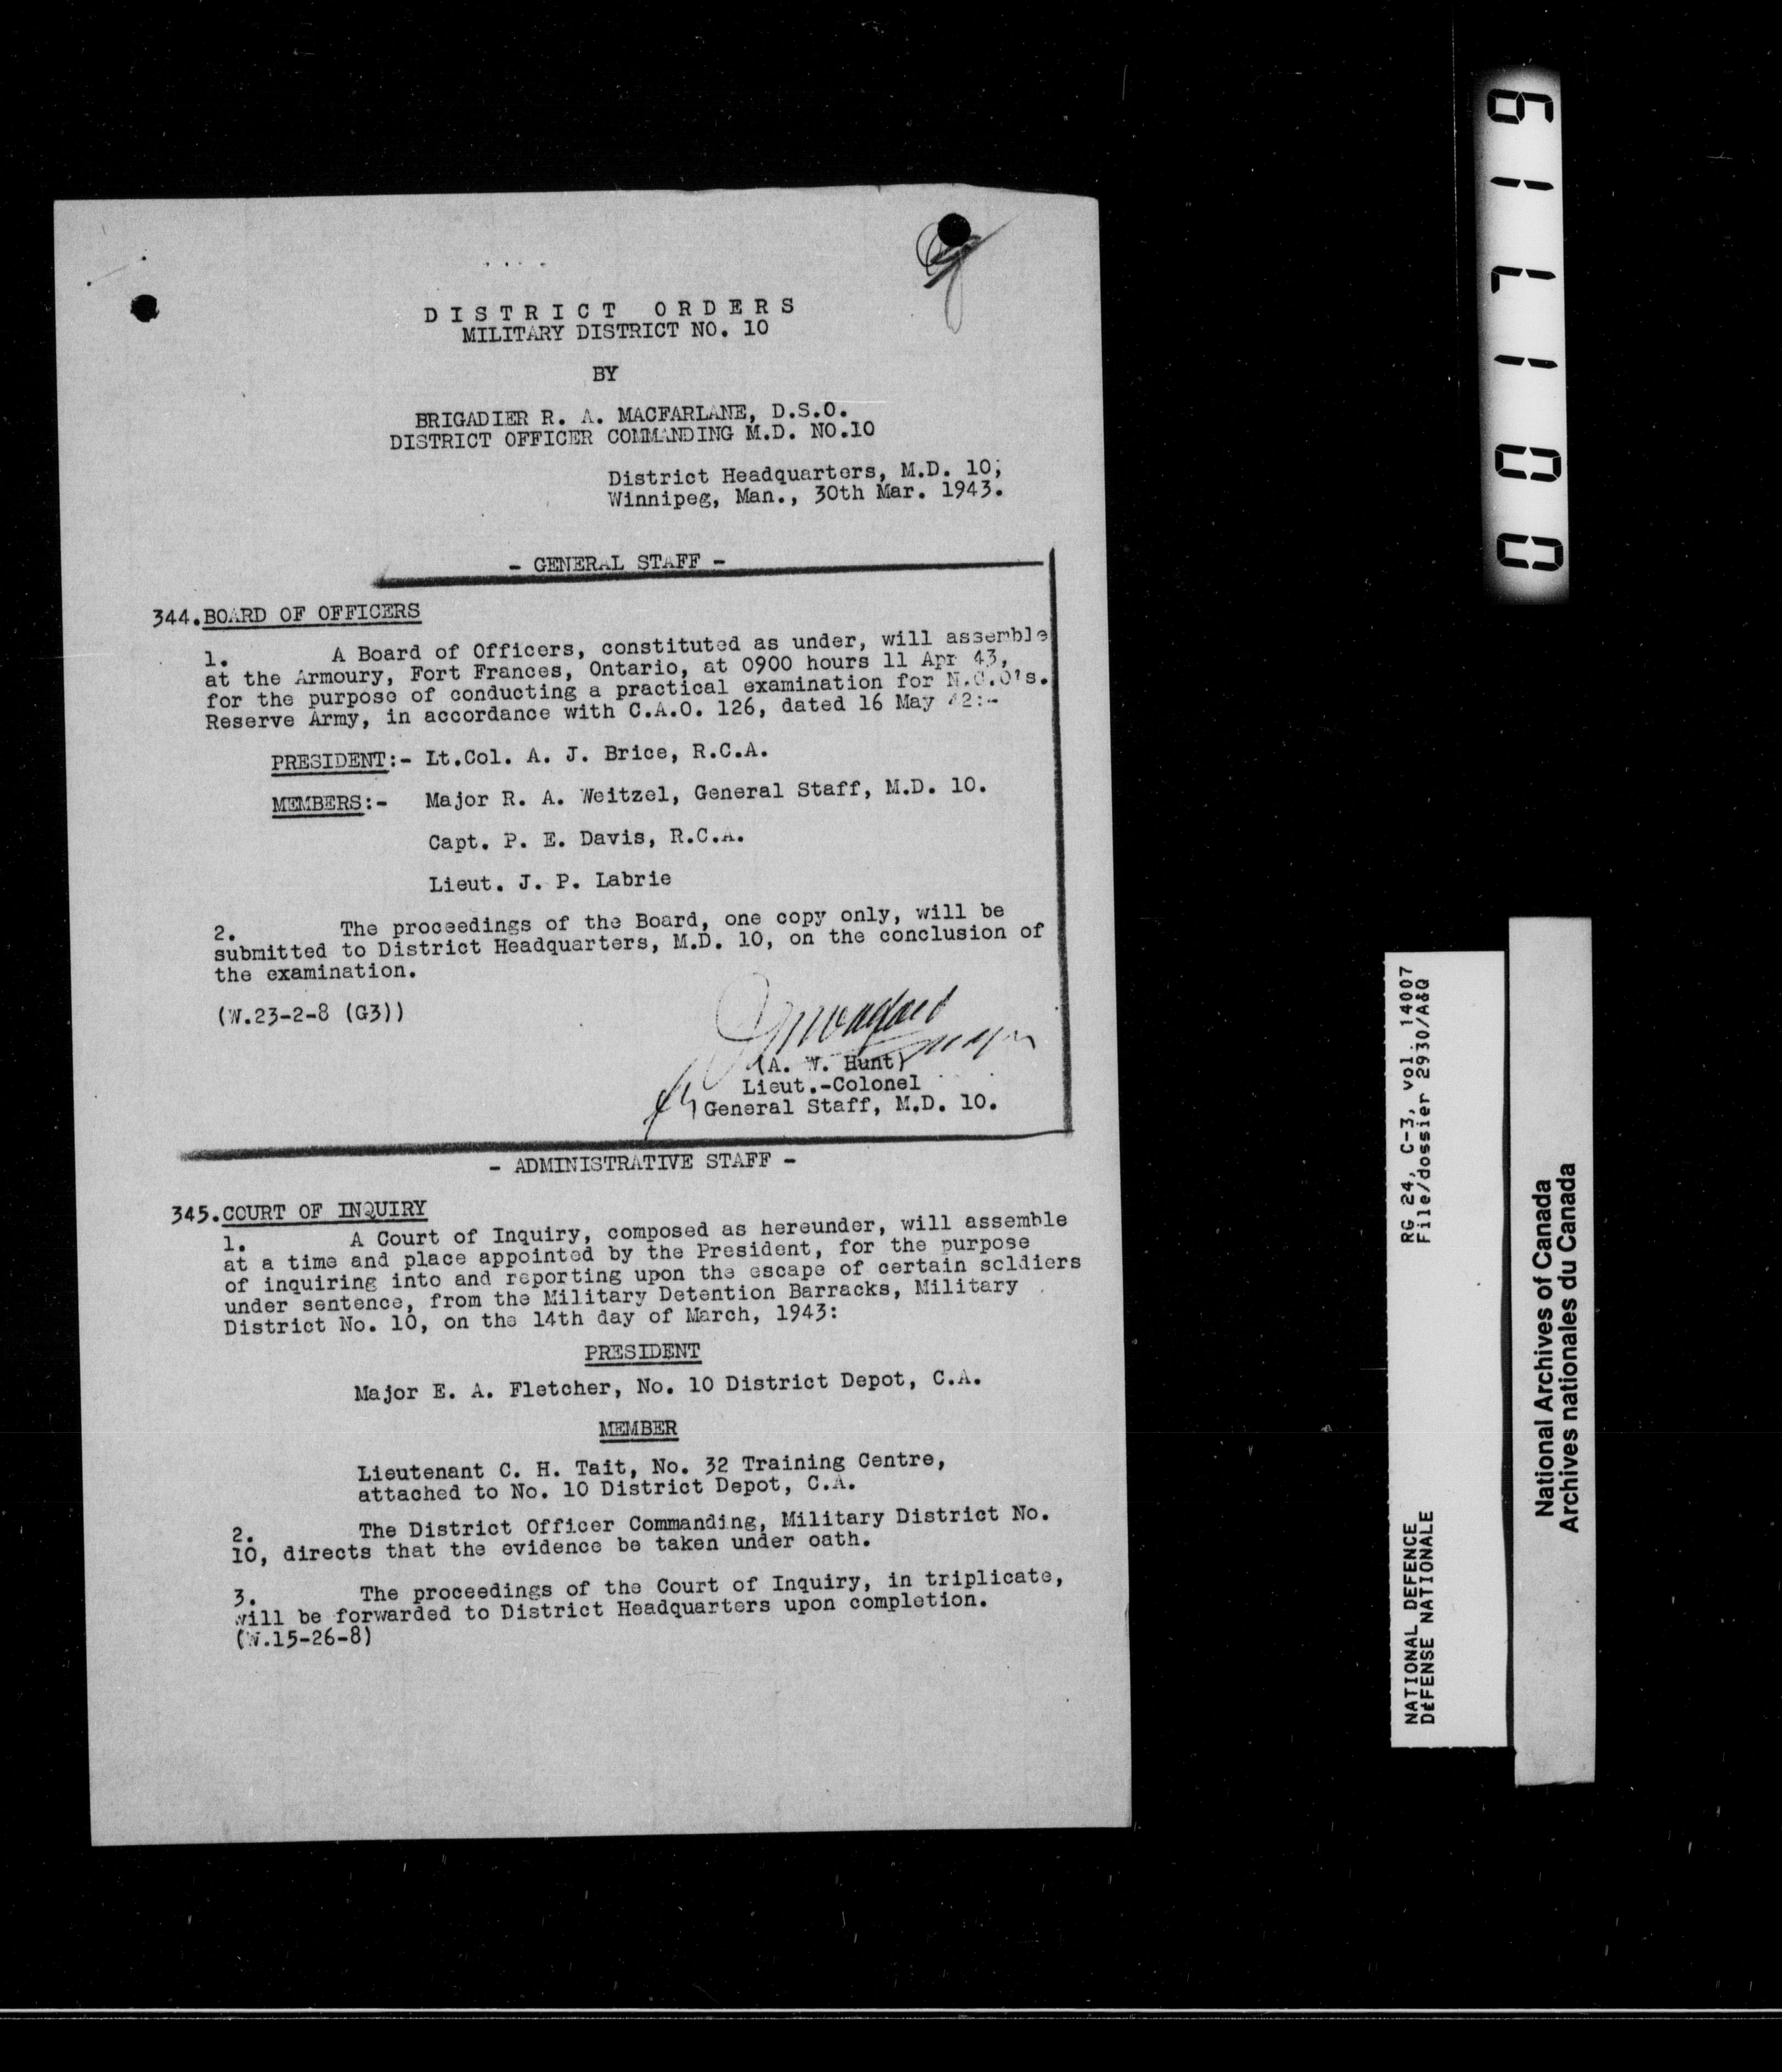 DISTRICT ORDERS
MILITARY DISTRICT NO. 10
BY
BRIGADIER R. A. MACFARLANE, D.S.O.
DISTRICT OFFICER COMMANDING M.D. NO.10
District Headquarters, M.D. 10,
Winnipeg, Man., 30th Mar. 1943.
- GENERAL STAFF -
344. BOARD OF OFFICERS
1. A Board of Officers, constituted as under, will assemble
at the Armoury, Fort Frances, Ontario, at 0900 hours 11 Apr 43,
for the purpose of conducting a practical examination for N.C.O's.
Reserve Army, in accordance with C.A.O. 126, dated 16 May 42:-
PRESIDENT:- Lt.Col. A. J. Brice, R.C.A.
MEMBERS:- Major R. A. Weitzel, General Staff, M.D. 10.
Capt. P. E. Davis, R.C.A.
Lieut. J. P. Labrie
2. The proceedings of the Board, one copy only, will be
submitted to District Headquarters, M.D. 10, on the conclusion of
the examination.
(W.23-2-8 (G3))
(A. W. Hunt)
Lieut.-Colonel
General Staff, M.D. 10.
- ADMINISTRATIVE STAFF -
345. COURT OF INQUIRY
1. A Court of Inquiry, composed as hereunder, will assemble
at a time and place appointed by the President, for the purpose
of inquiring into and reporting upon the escape of certain soldiers
under sentence, from the Military Detention Barracks, Military
District No. 10, on the 14th day of March, 1943:
PRESIDENT
Major E. A. Fletcher, No. 10 District Depot, C.A.
MEMBER
Lieutenant C. H. Tait, No. 32 Training Centre,
attached to No. 10 District Depot, C.A.
2. The District Officer Commanding, Military District No.
10, directs that the evidence be taken under oath.
3. The proceedings of the Court of Inquiry, in triplicate,
will be forwarded to District Headquarters upon completion.
(W.15-26-8)
001719
NATIONAL DEFENCE RG 24, C-3, vol. 14007
DéFENSE NATIONALE File/dossier 2930/A&Q
National Archives of Canada
Archives nationales du Canada